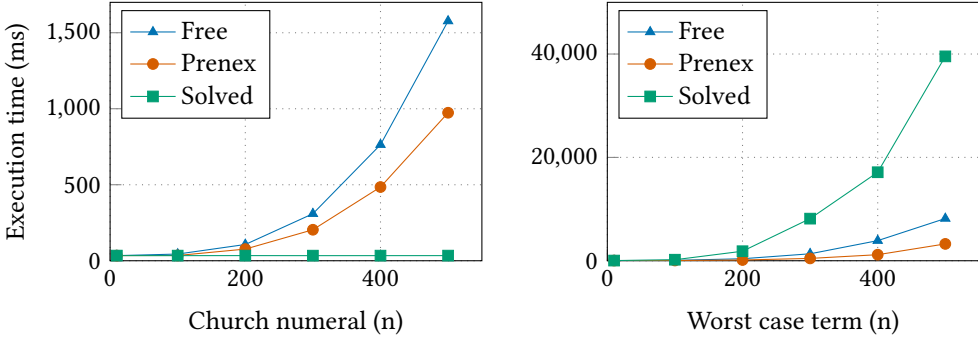 Execution time (ms)
1,500
1,000
500
0
0
200
400
Church numeral (n)
Free
Prenex
Solved
40,000
20,000
0
0
200
400
Worst case term (n)
Free
Prenex
Solved